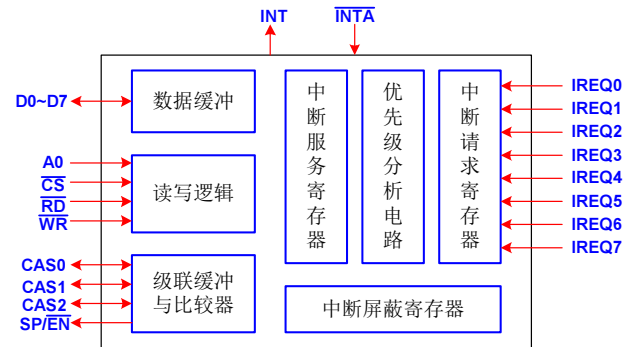 INT
INTA
D0~D7
数据缓冲
A0
CS
RD
WR
读写逻辑
CAS0
CAS1
CAS2
SP/EN
级联缓冲
与比较器
中断服务寄存器
优先级分析电路
中断请求寄存器
IREQ0
IREQ1
IREQ2
IREQ3
IREQ4
IREQ5
IREQ6
IREQ7
中断屏蔽寄存器